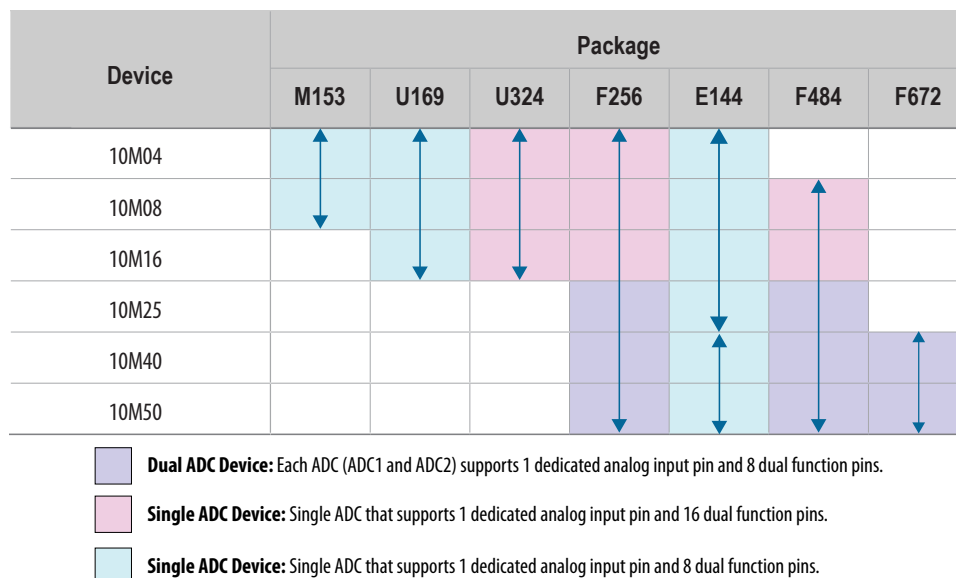 Device
Package
M153 U169 U324 F256 E144 F484 F672
10M04
10M08
10M16
10M25
10M40
10M50
Dual ADC Device: Each ADC (ADC1 and ADC2) supports 1 dedicated analog input pin and 8 dual function pins.
Single ADC Device: Single ADC that supports 1 dedicated analog input pin and 16 dual function pins.
Single ADC Device: Single ADC that supports 1 dedicated analog input pin and 8 dual function pins.